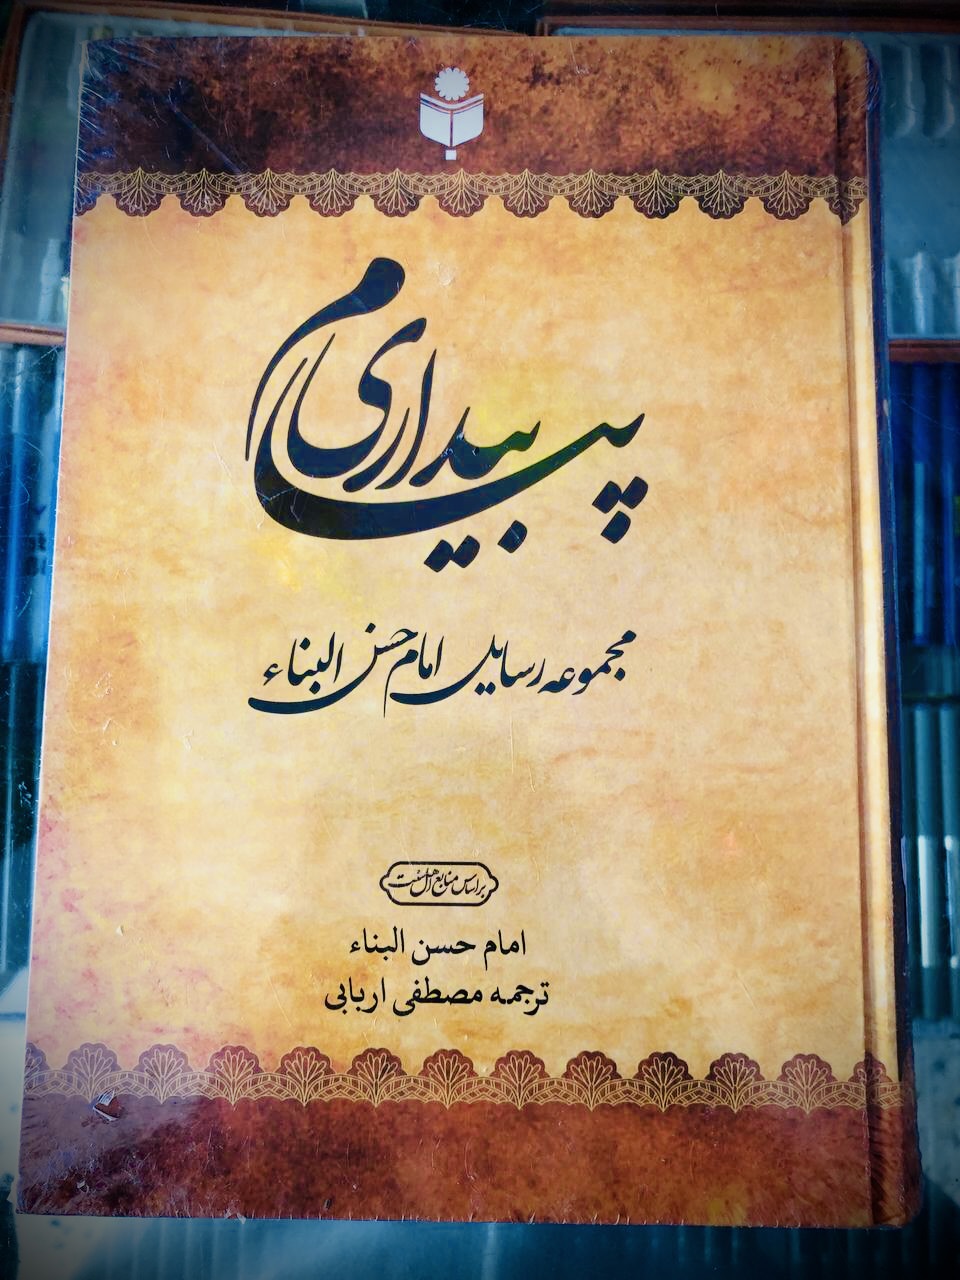 پیام بیداری
مجموعه رسایل امام حسن البناء
براساس منابع اهل سنت
امام حسن البناء
ترجمه مصطفی اربابی